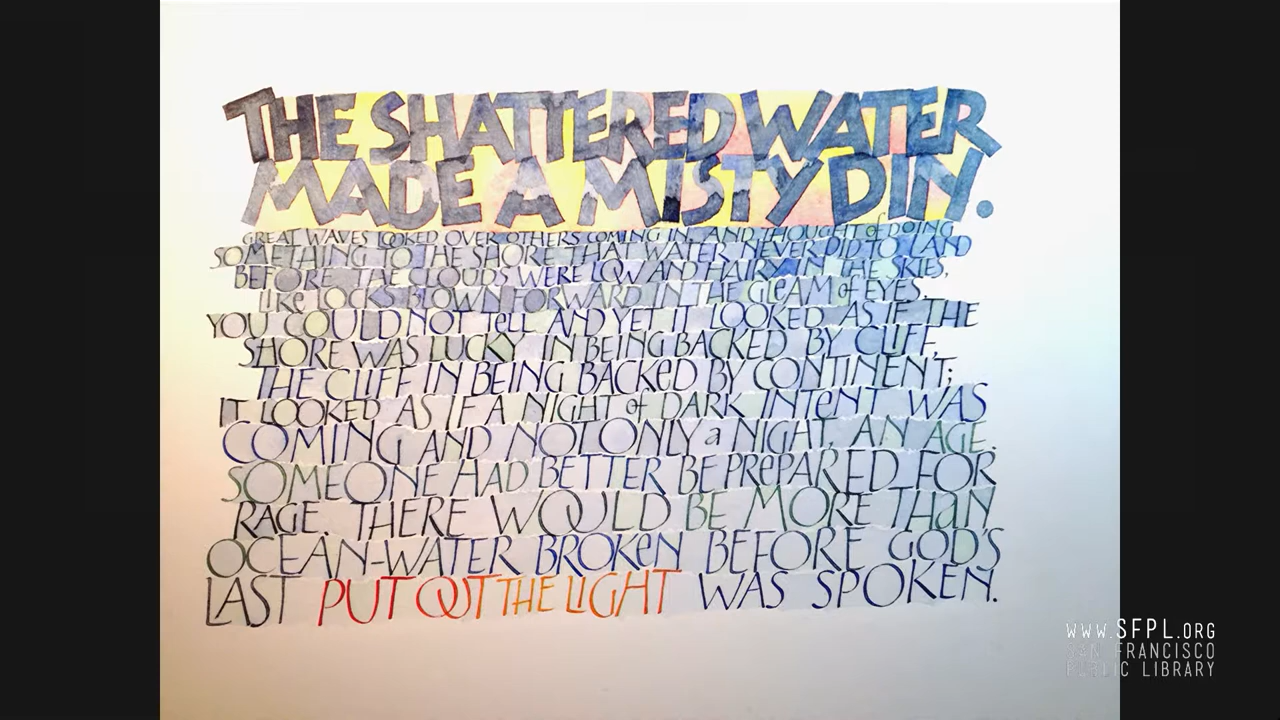 THE SHATTERED WATER
MADE A MISTY DIN.
GREAT WAVES LOOKED OVER OTHERS COMING IN, AND THOUGHT of DOING
SOMETHING TO THE SHORE THAT WATER NEVER DID TO LAND
BEFORE. THE CLOUDS WERE LOW AND HAIRY IN THE SKIES,
LIKe LOCKS BLOWN FORWARD IN THE GLeAM of EYES.
YOU COULD NOT TeLL AND YET IT LOOKED AS IF THE
SHORE WAS LUCKY IN BEING BACKED BY CLIFF,
THE CLIFF IN BEING BACKeD BY CONTINENT;
IT LOOKED AS IF A NIGHT of DARK INTeNT WAS
COMING AND NOT ONLY a NIGHT, AN AGE.
SOMEONE HAD BETTER BE PRePARED FOR
RAGE. THERE WOULD BE MORE THaN
OCEAN-WATER BROKeN BEFORE GOD'S
LAST PUT OUT THE LIGHT WAS SPOKEN.
www.SFPL.ORG
SAN FRANCISCO
PUBLIC LIBRARY